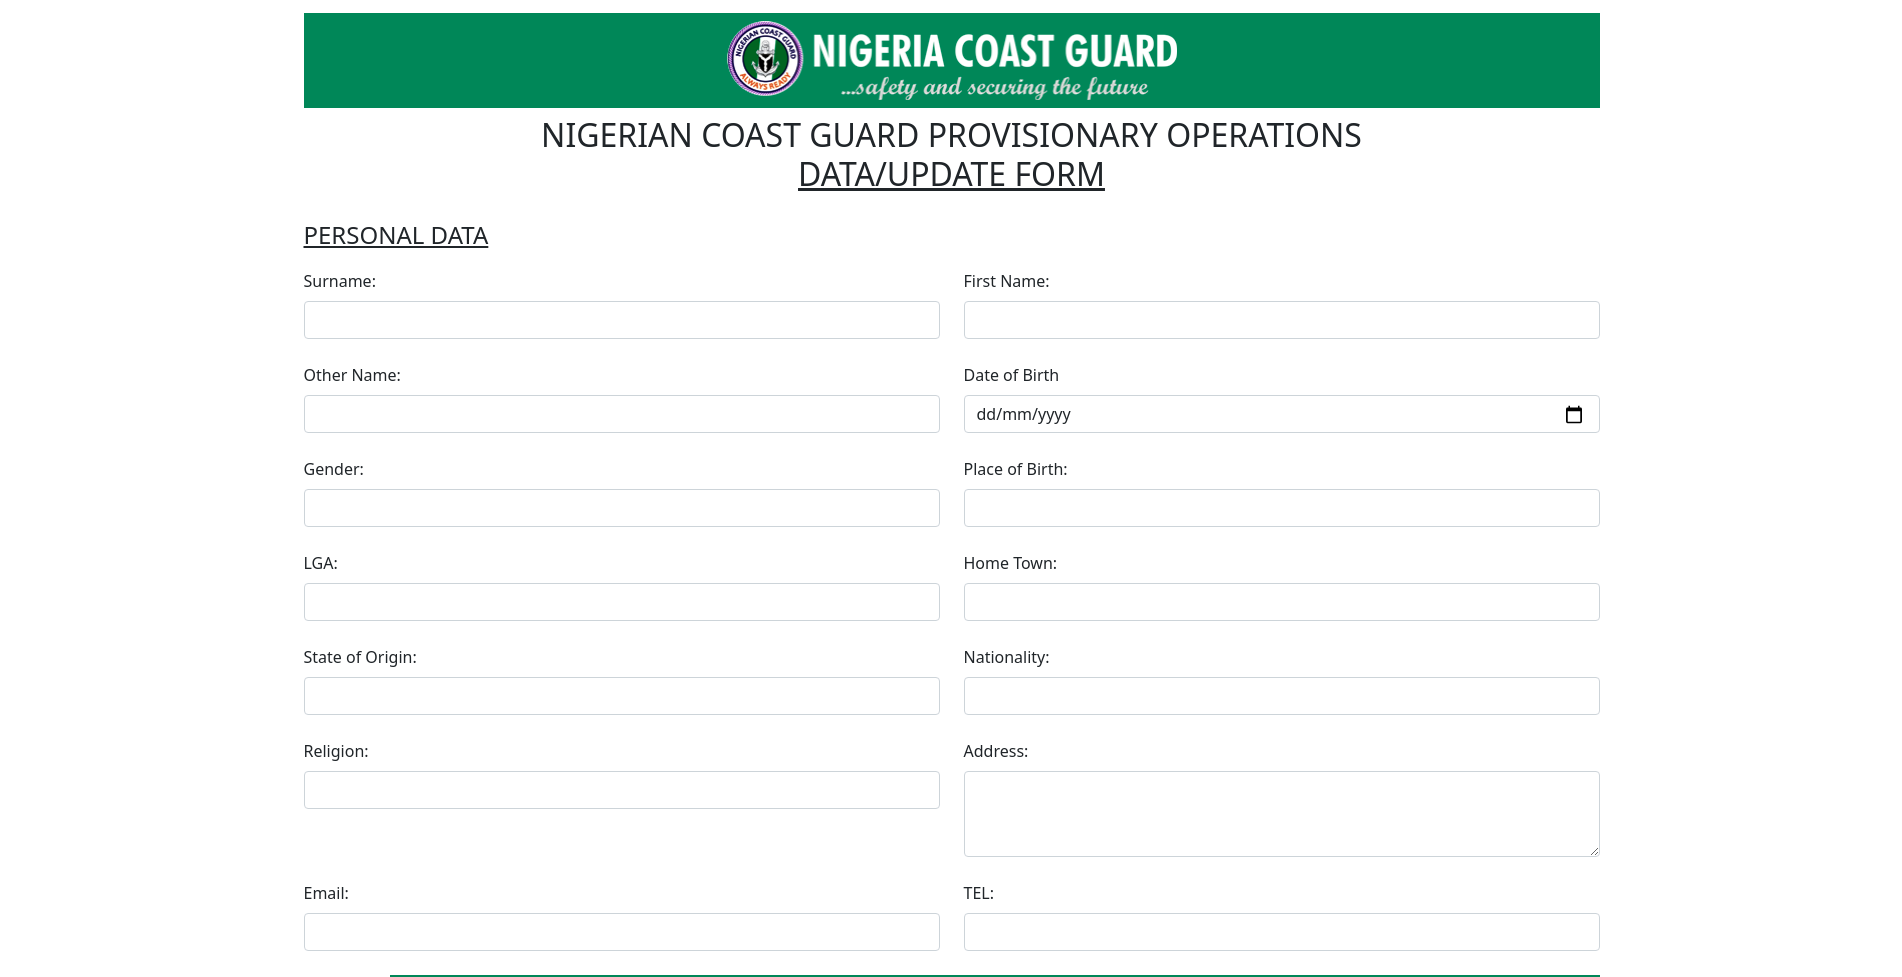 NIGERIAN COAST GUARD
ALWAYS READY
NIGERIA COAST GUARD
...safety and securing the future
NIGERIAN COAST GUARD PROVISIONARY OPERATIONS
DATA/UPDATE FORM
PERSONAL DATA
Surname:
First Name:
Other Name:
Date of Birth
dd/mm/yyyy
Gender:
Place of Birth:
LGA:
Home Town:
State of Origin:
Nationality:
Religion:
Address:
Email:
TEL: